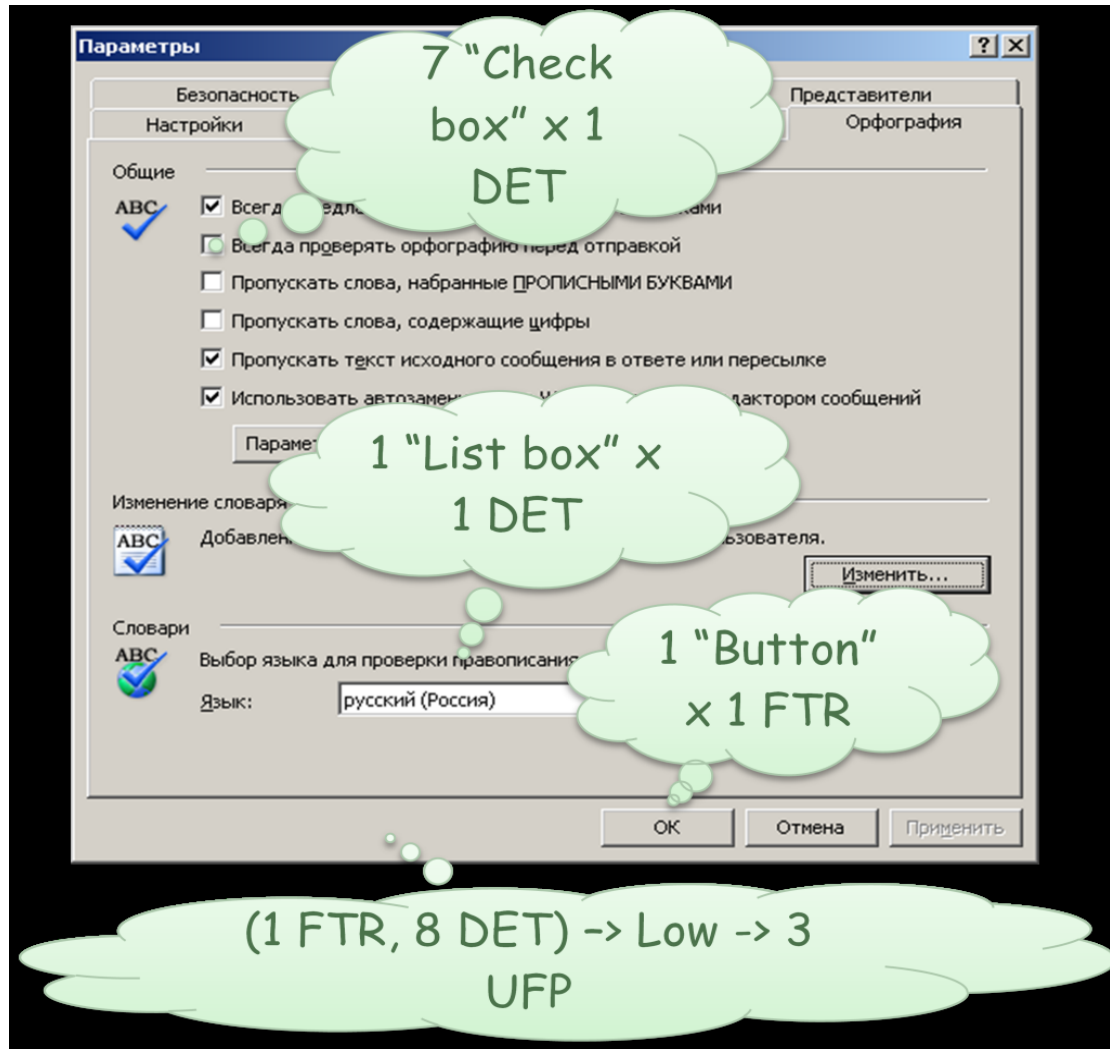 Параметры
7 “Check
box” x 1
DET
Безопасность
Представители
Настройки
Орфография
Общие
ABC
Всегда проверять орфографию перед отправкой
Пропускать слова, набранные ПРОПИСНЫМИ БУКВАМИ
Пропускать слова, содержащие цифры
Пропускать текст исходного сообщения в ответе или пересылке
Использовать сообщений
1 “List box” x
1 DET
Изменение словаря
ABC
Изменить...
Словари
ABC
Выбор языка для проверки правописания
Язык:
русский (Россия)
1 “Button”
x 1 FTR
ОК
Отмена
Применить
(1 FTR, 8 DET) -> Low -> 3
UFP